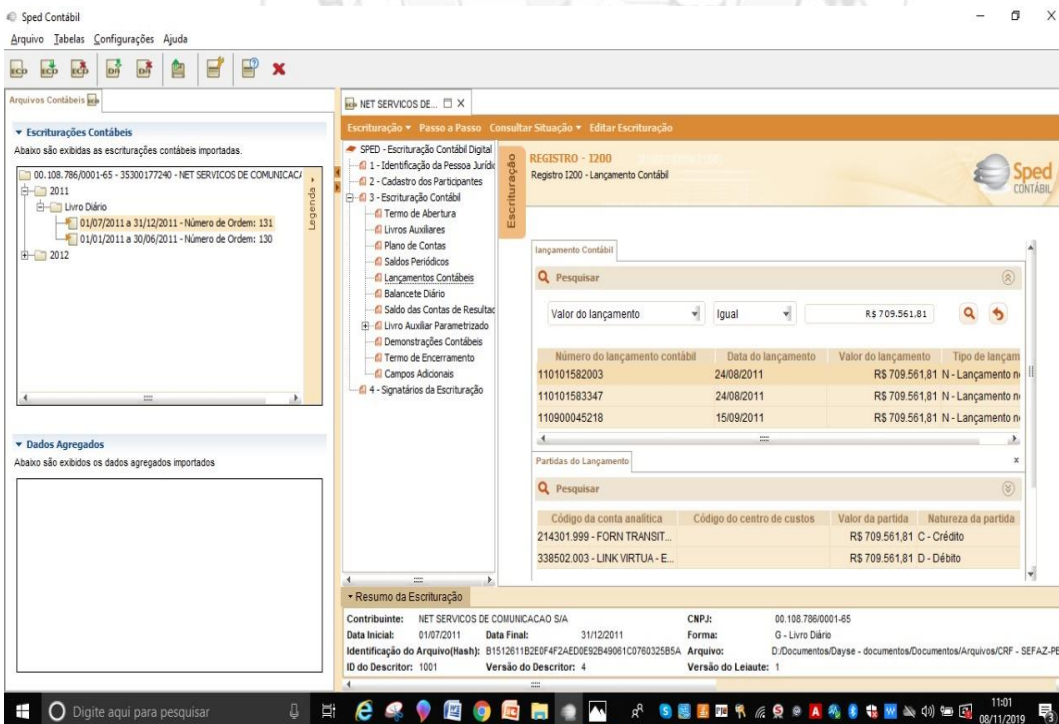 Sped Contábil
Arquivo Tabelas Configurações Ajuda
ECD ECD ECD DA DA
Arquivos Contábeis
Escriturações Contábeis
Abaixo são exibidas as escriturações contábeis importadas.
00.108.786/0001-65 - 35300177240 - NET SERVICOS DE COMUNICAC
2011
Livro Diário
01/07/2011 a 31/12/2011 - Número de Ordem: 131
01/01/2011 a 30/06/2011 - Número de Ordem: 130
2012
Legenda
Dados Agregados
Abaixo são exibidos os dados agregados importados
NET SERVICOS DE...
Escrituração Passo a Passo Consultar Situação Editar Escrituração
SPED - Escrituração Contábil Digital
1 - Identificação da Pessoa Jurídic
2 - Cadastro dos Participantes
3 - Escrituração Contábil
Termo de Abertura
Livros Auxiliares
Plano de Contas
Saldos Periódicos
Lançamentos Contábeis
Balancete Diário
Saldo das Contas de Resultad
Livro Auxiliar Parametrizado
Demonstrações Contábeis
Termo de Encerramento
Campos Adicionais
4 - Signatários da Escrituração
Escrituração
REGISTRO - I200
Registro I200 - Lançamento Contábil
Sped
CONTÁBIL
lançamento Contábil
Pesquisar
Valor do lançamento Igual R$ 709.561.81
Número do lançamento contábil Data do lançamento Valor do lançamento Tipo de lançam
110101582003 24/08/2011 R$ 709.561,81 N - Lançamento n
110101583347 24/08/2011 R$ 709.561,81 N - Lançamento n
110900045218 15/09/2011 R$ 709.561,81 N - Lançamento n
Partidas do Lançamento
Pesquisar
Código da conta analítica Código do centro de custos Valor da partida Natureza da partida
214301.999 - FORN TRANSIT... R$ 709.561,81 C - Crédito
338502.003 - LINK VIRTUA - E... R$ 709.561,81 D - Débito
Resumo da Escrituração
Contribuinte: NET SERVICOS DE COMUNICACAO S/A CNPJ: 00.108.786/0001-65
Data Inicial: 01/07/2011 Data Final: 31/12/2011 Forma: G - Livro Diário
Identificação do Arquivo(Hash): B1512611B2E0F4F2AED0E92B49061C0760325B5A Arquivo: D:/Documentos/Dayse - documentos/Documentos/Arquivos/CRF - SEFAZ-PE
ID do Descritor: 1001 Versão do Descritor: 4 Versão do Leiaute: 1
Digite aqui para pesquisar
11:01
08/11/2019